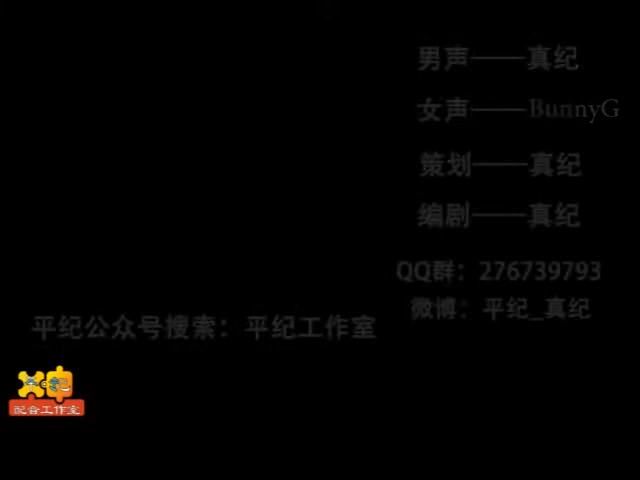 男声——真纪
女声——BunnyG
策划——真纪
编剧——真纪
QQ群：276739793
微博：平纪_真纪
平纪公众号搜索：平纪工作室
平纪
配音工作室